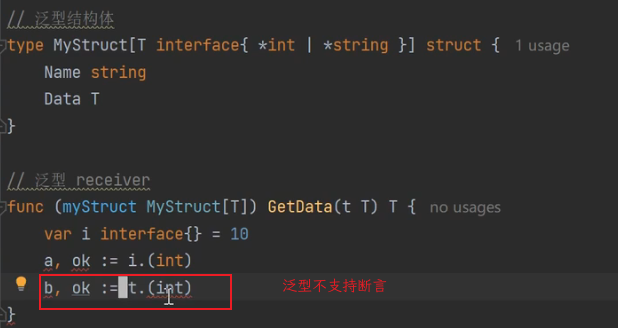 // 泛型结构体
type MyStruct[T interface{ *int | *string }] struct { 1 usage
Name string
Data T
}
// 泛型 receiver
func (myStruct MyStruct[T]) GetData(t T) T { no usages
var i interface{} = 10
a, ok := i.(int)
b, ok := t.(int) 泛型不支持断言
}